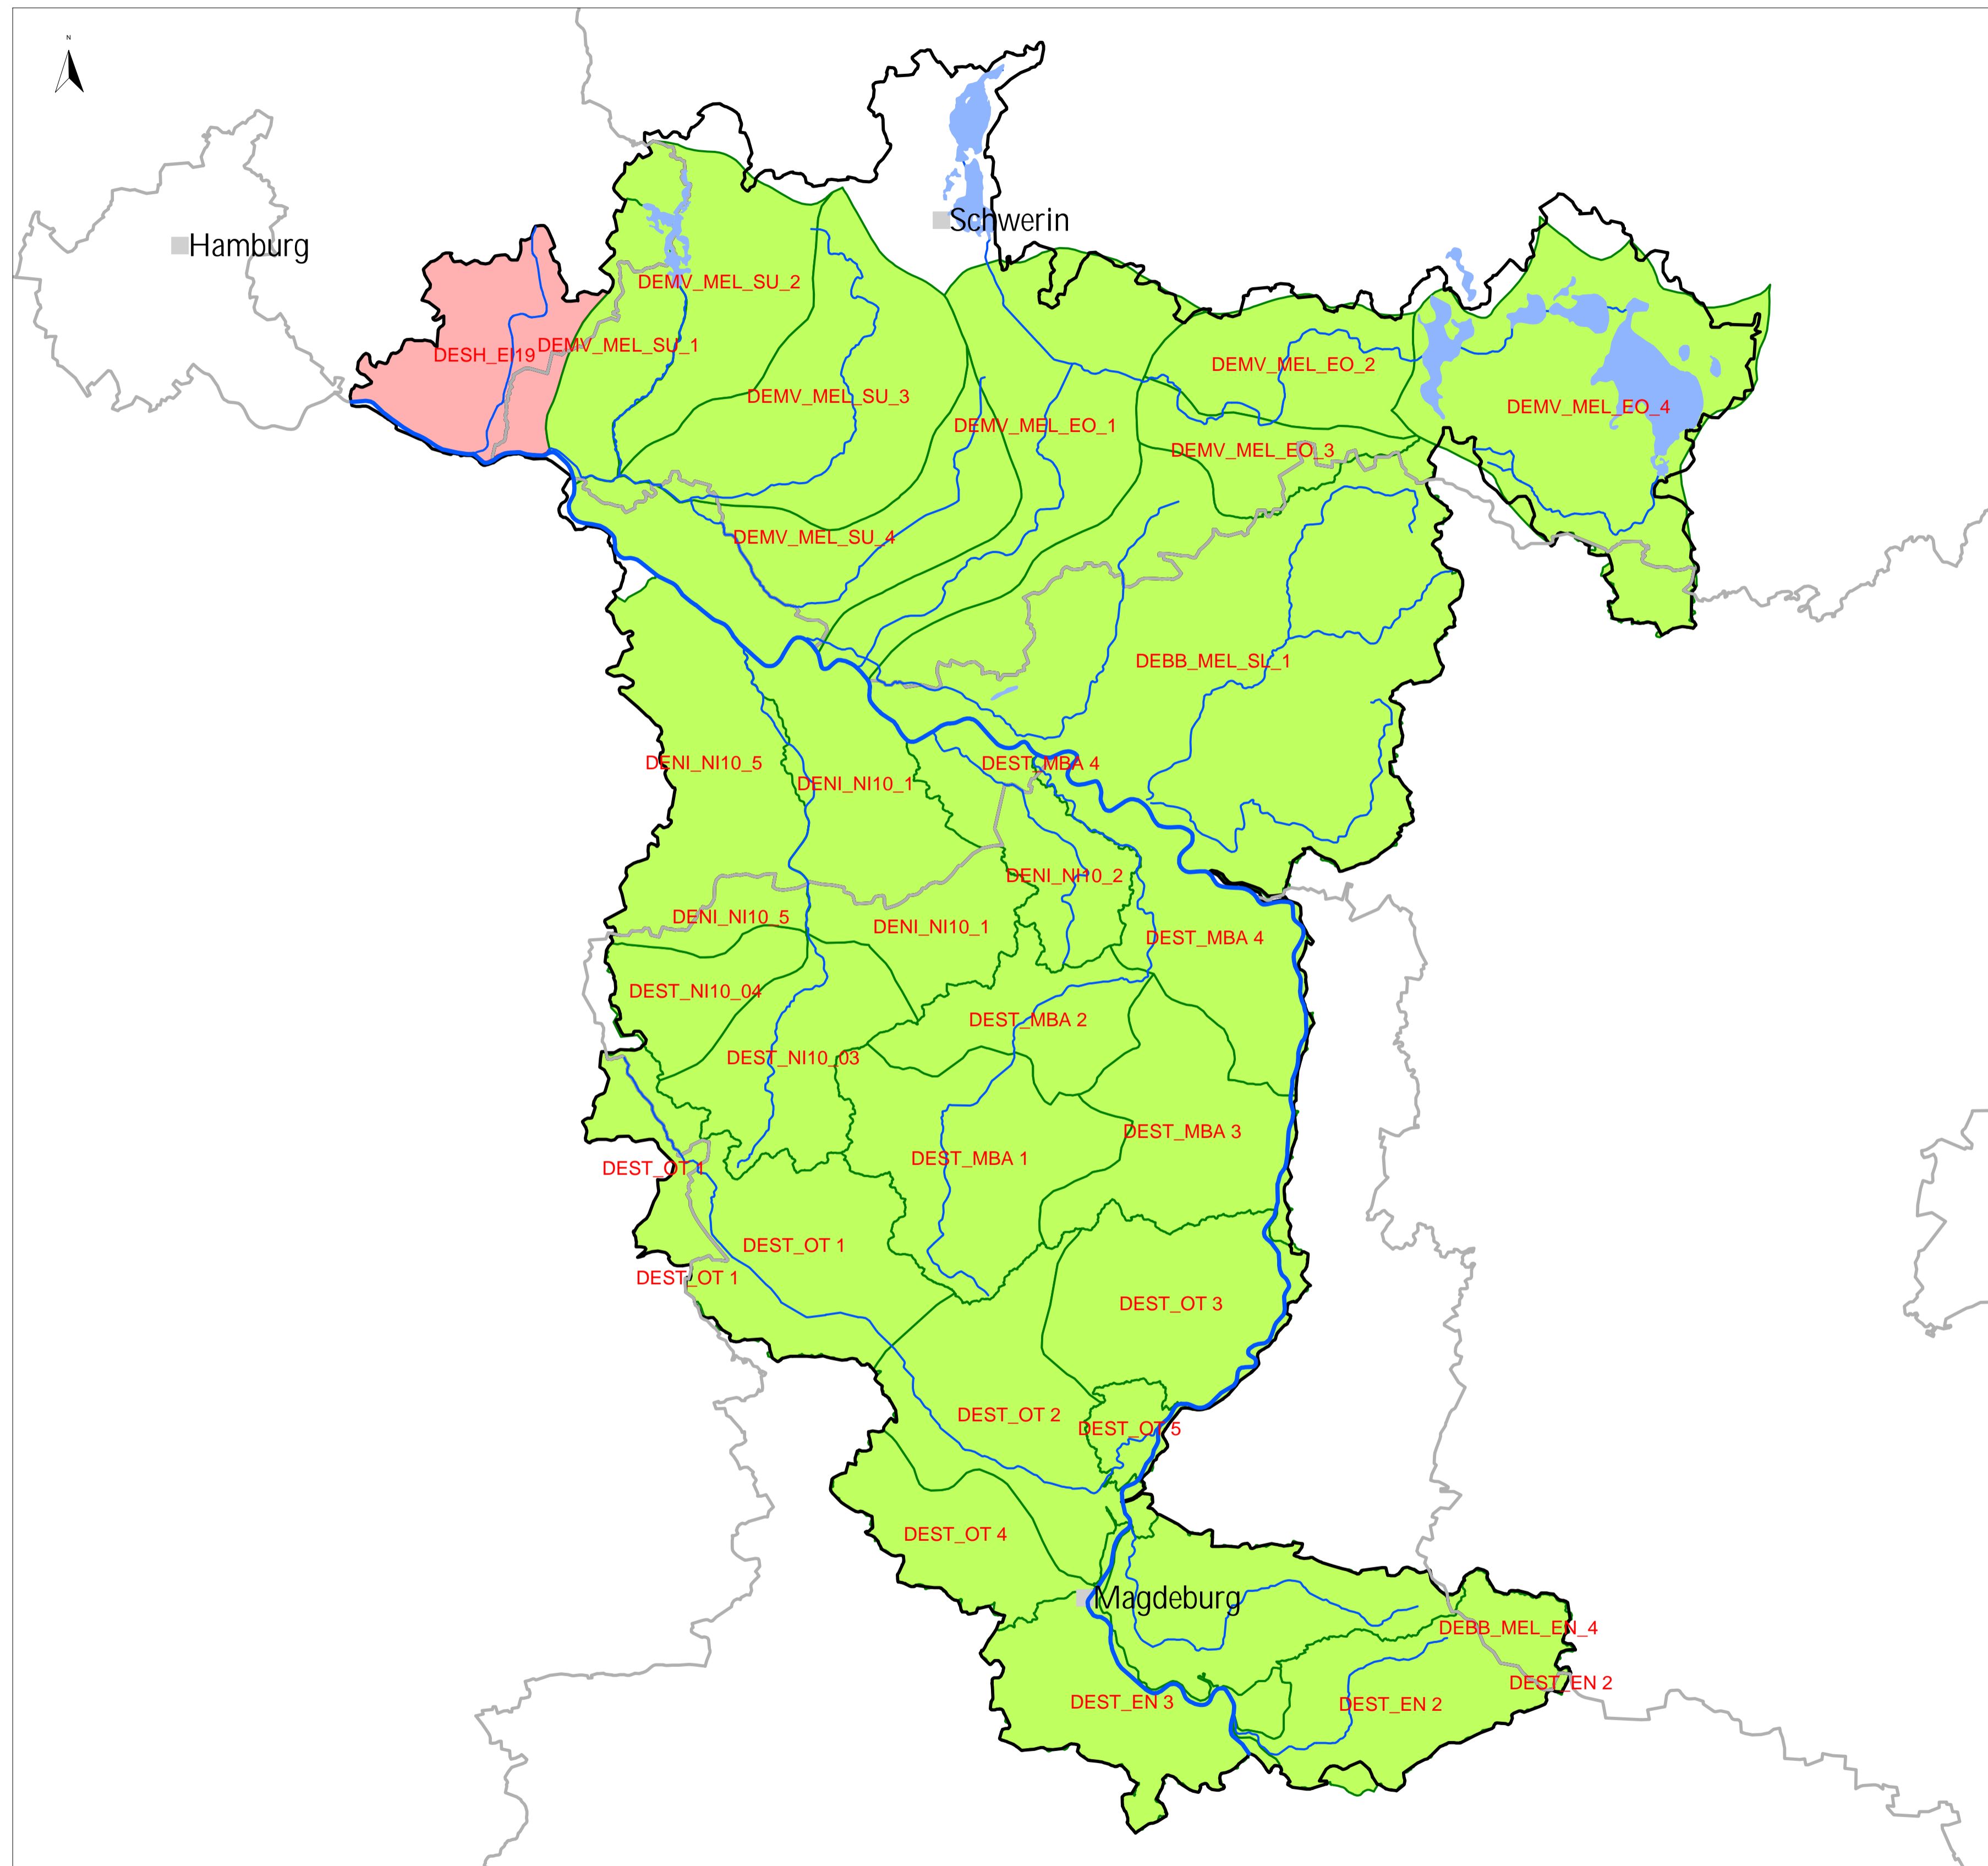 N
Schwerin
Hamburg
DEMV_MEL_SU_2
DEMV_MEL_SU_1
DESH_El19
DEMV_MEL_EO_2
DEMV_MEL_SU_3
DEMV_MEL_EO_4
DEMV_MEL_EO_1
DEMV_MEL_EO_3
DEMV_MEL_SU_4
DEBB_MEL_SL_1
DENI_NI10_5
DEST_MBA 4
DENI_NI10_1
DENI_NI10_2
DENI_NI10_5
DENI_NI10_1
DEST_MBA 4
DEST_NI10_04
DEST_MBA 2
DEST_NI10_03
DEST_MBA 3
DEST_MBA 1
DEST_OT 1
DEST_OT 1
DEST_OT 1
DEST_OT 3
DEST_OT 2
DEST_OT 5
DEST_OT 4
Magdeburg
DEBB_MEL_EN_4
DEST_EN 2
DEST_EN 3
DEST_EN 2